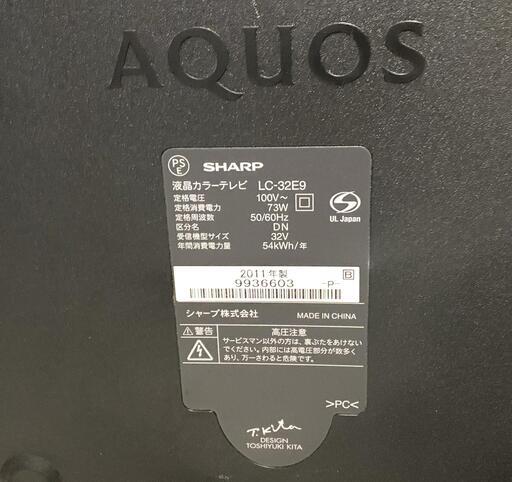 AQUOS
PS E SHARP
液晶カラーテレビ LC-32E9
定格電圧 100V～
定格消費電力 73W
定格周波数 50/60Hz
区分名 DN
受信機型サイズ 32V
年間消費電力量 54kWh/年
S UL Japan
2011年製 B
9936603 -P-
シャープ株式会社 MADE IN CHINA
⚠警告 高圧注意
サービスマン以外の方は、裏ぶたをあけない
でください。内部には高電圧部分が数多く
あり、万一さわると危険です。
>PC<
T. Kita
DESIGN
TOSHIYUKI KITA